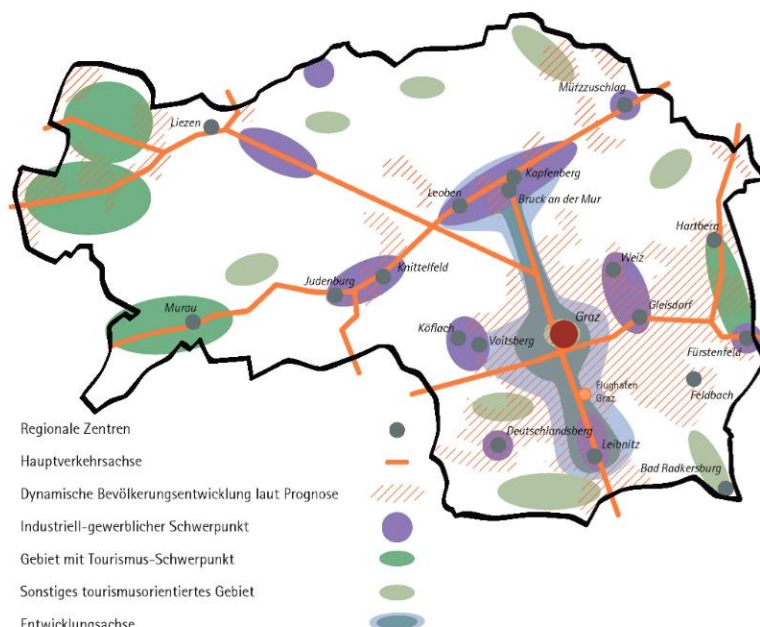 Mürzzuschlag
Liezen
Kapfenberg
Leoben
Bruck an der Mur
Hartberg
Weiz
Knittelfeld
Judenburg
Murau
Gleisdorf
Graz
Köflach
Voitsberg
Fürstenfeld
Feldbach
Flughafen
Graz
Deutschlandsberg
Leibnitz
Bad Radkersburg
Regionale Zentren
Hauptverkehrsachse
Dynamische Bevölkerungsentwicklung laut Prognose
Industriell-gewerblicher Schwerpunkt
Gebiet mit Tourismus-Schwerpunkt
Sonstiges tourismusorientiertes Gebiet
Entwicklungsachse